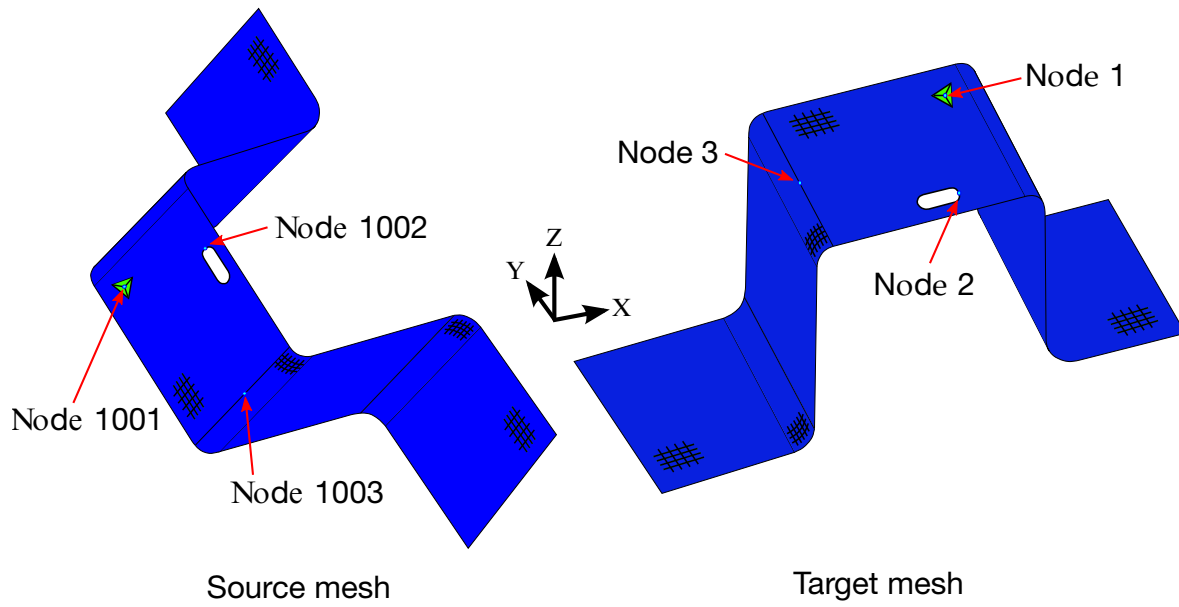 Node 1
Node 3
Node 1002
Z
Y
X
Node 2
Node 1001
Node 1003
Source mesh
Target mesh